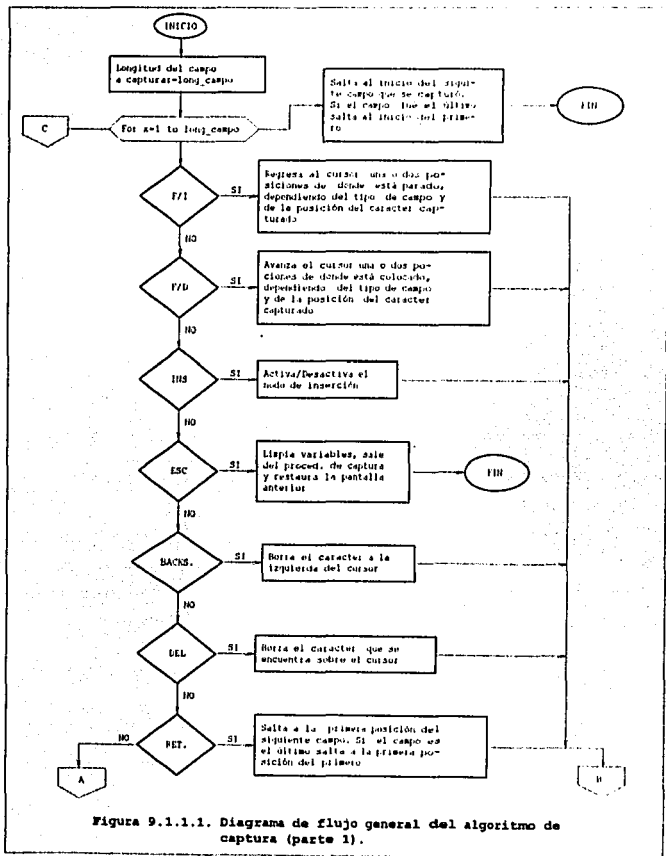 INICIO
Longitud del campo
a capturar=long_campo
Salta al inicio del siguien-
te campo que se capturó.
Si el campo fué el último
salta al inicio del prime-
ro
FIN
C
For x=1 to long_campo
F/I
SI
Regresa al cursor una o dos po-
siciones de donde está parado,
dependiendo del tipo de campo y
de la posición del caracter cap-
turado
NO
F/D
SI
Avanza el cursor una o dos po-
ciones de donde está colocado,
dependiendo del tipo de campo
y de la posición del caracter
capturado
NO
INS
SI
Activa/Desactiva el
modo de inserción
NO
ESC
SI
Limpia variables, sale
del proced. de captura
y restaura la pantalla
anterior
FIN
NO
BACKS.
SI
Borra el caracter a la
izquierda del cursor
NO
DEL
SI
Borra el carácter que se
encuentra sobre el cursor
NO
RET.
NO
SI
Salta a la primera posición del
siguiente campo. Si el campo es
el último salta a la primera po-
sición del primero
A
B
Figura 9.1.1.1. Diagrama de flujo general del algoritmo de
captura (parte 1).